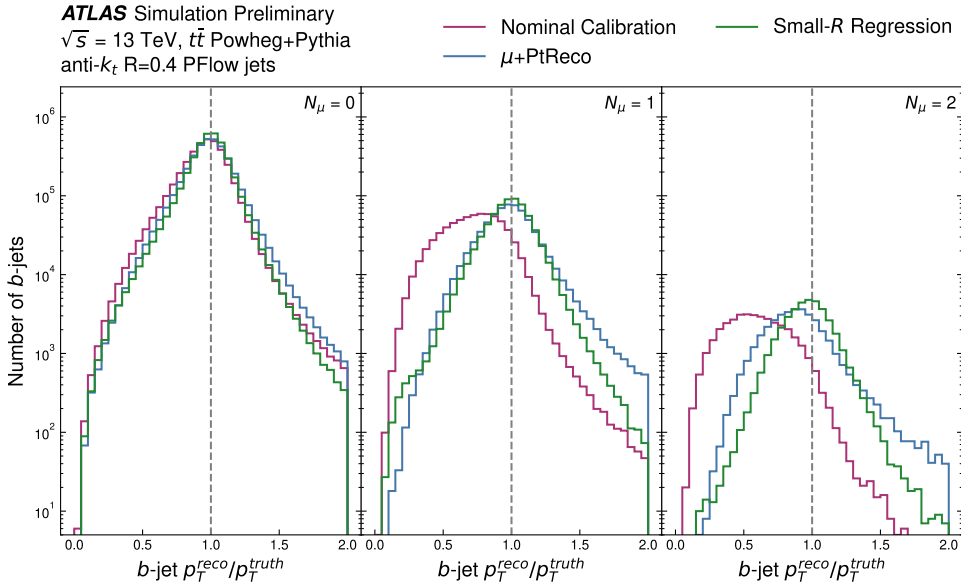 ATLAS Simulation Preliminary
√s = 13 TeV, tt̄ Powheg+Pythia
anti-k_t R=0.4 PFlow jets
Nominal Calibration
μ+PtReco
Small-R Regression
N_μ = 0
N_μ = 1
N_μ = 2
Number of b-jets
10^6
10^5
10^4
10^3
10^2
10^1
0.0 0.5 1.0 1.5 2.0
0.0 0.5 1.0 1.5 2.0
0.0 0.5 1.0 1.5 2.0
b-jet p_T^reco/p_T^truth
b-jet p_T^reco/p_T^truth
b-jet p_T^reco/p_T^truth